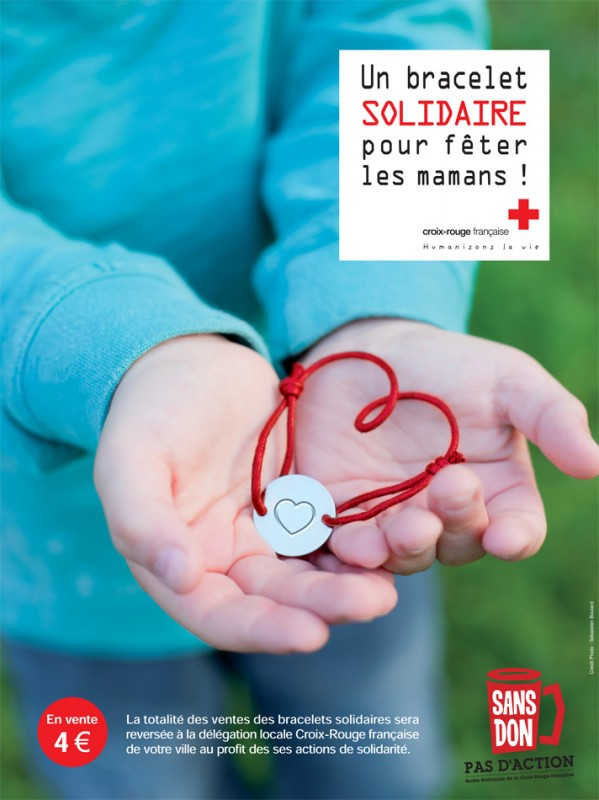 Un bracelet
SOLIDAIRE
pour fêter
les mamans !
croix-rouge française
Humanisons la vie
Crédit Photo : Sébastien Boulard
En vente
4 €
La totalité des ventes des bracelets solidaires sera
reversée à la délégation locale Croix-Rouge française
de votre ville au profit des ses actions de solidarité.
SANS
DON
PAS D'ACTION
Quête Nationale de la Croix-Rouge française